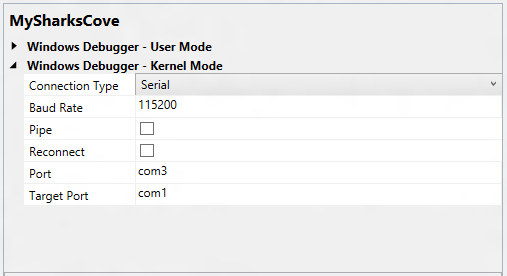 MySharksCove
Windows Debugger - User Mode
Windows Debugger - Kernel Mode
Connection Type Serial
Baud Rate 115200
Pipe
Reconnect
Port com3
Target Port com1